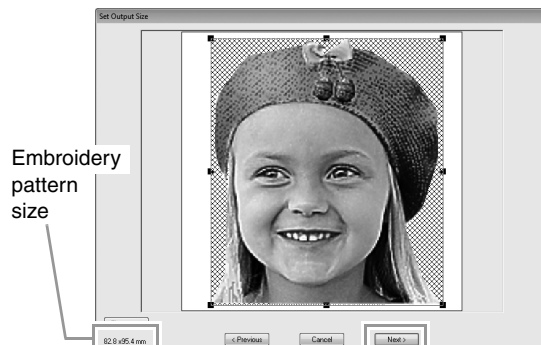 Set Output Size
Embroidery
pattern
size
82.8 x95.4 mm
< Previous
Cancel
Next >